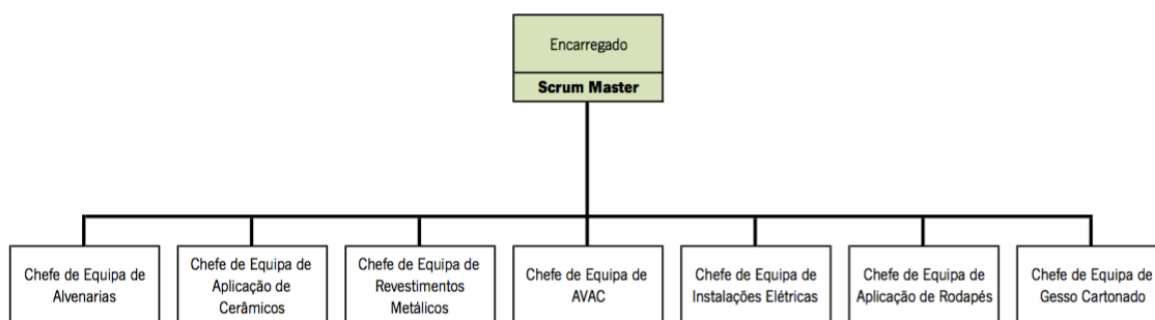 Encarregado
Scrum Master
Chefe de Equipa de
Alvenarias
Chefe de Equipa de
Aplicação de
Cerâmicos
Chefe de Equipa de
Revestimentos
Metálicos
Chefe de Equipa de
AVAC
Chefe de Equipa de
Instalações Elétricas
Chefe de Equipa de
Aplicação de Rodapés
Chefe de Equipa de
Gesso Cartonado